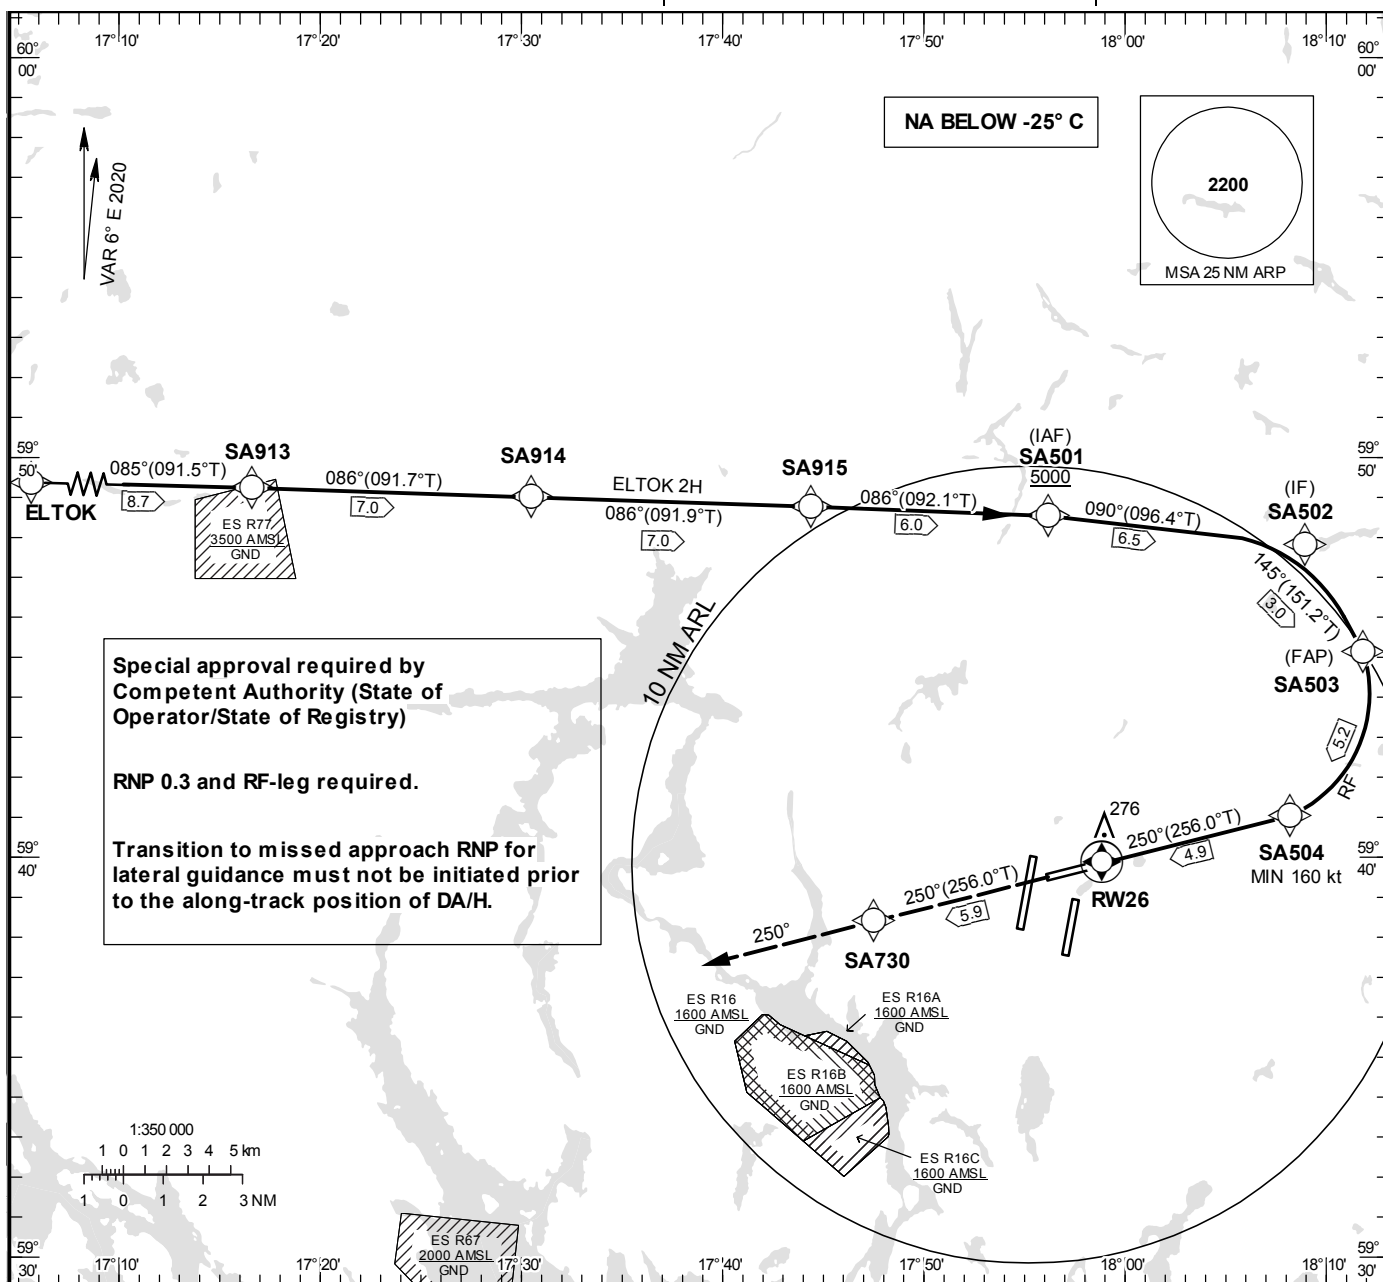 17°10'
17°20'
17°30'
17°40'
17°50'
18°00'
18°10'
60°
00'
60°
00'
NA BELOW -25° C
2200
MSA 25 NM ARP
VAR 6° E 2020
59°
50'
59°
50'
ELTOK
085°(091.5°T)
8.7
SA913
ES R77
3500 AMSL
GND
086°(091.7°T)
7.0
SA914
ELTOK 2H
086°(091.9°T)
7.0
SA915
086°(092.1°T)
6.0
(IAF)
SA501
5000
090°(096.4°T)
6.5
(IF)
SA502
145°(151.2°T)
3.0
(FAP)
SA503
5.2
RF
10 NM ARL
Special approval required by
Competent Authority (State of
Operator/State of Registry)
RNP 0.3 and RF-leg required.
Transition to missed approach RNP for
lateral guidance must not be initiated prior
to the along-track position of DA/H.
276
250°(256.0°T)
4.9
SA504
MIN 160 kt
RW26
59°
40'
59°
40'
250°(256.0°T)
5.9
250°
SA730
ES R16
1600 AMSL
GND
ES R16A
1600 AMSL
GND
ES R16B
1600 AMSL
GND
ES R16C
1600 AMSL
GND
1:350 000
1 0 1 2 3 4 5 km
1 0 1 2 3 NM
ES R67
2000 AMSL
GND
59°
30'
59°
30'
17°10'
17°20'
17°30'
17°40'
17°50'
18°00'
18°10'